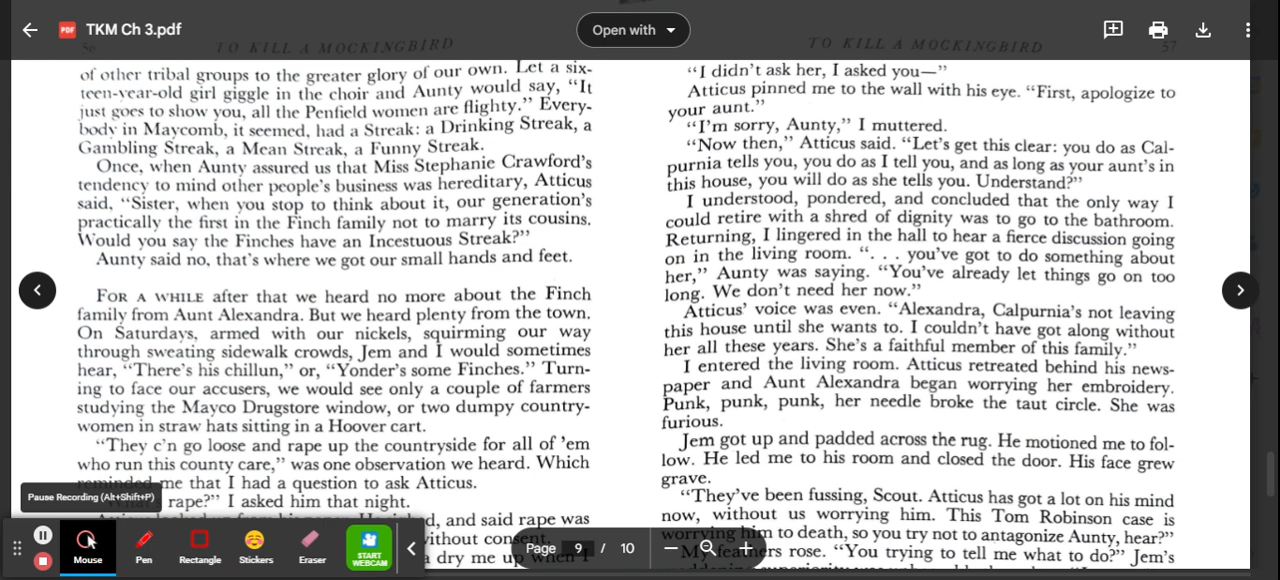 TKM Ch 3.pdf
Open with
56 TO KILL A MOCKINGBIRD
of other tribal groups to the greater glory of our own. Let a six-
teen-year-old girl giggle in the choir and Aunty would say, “It
just goes to show you, all the Penfield women are flighty.” Every-
body in Maycomb, it seemed, had a Streak: a Drinking Streak, a
Gambling Streak, a Mean Streak, a Funny Streak.
Once, when Aunty assured us that Miss Stephanie Crawford’s
tendency to mind other people’s business was hereditary, Atticus
said, “Sister, when you stop to think about it, our generation’s
practically the first in the Finch family not to marry its cousins.
Would you say the Finches have an Incestuous Streak?”
Aunty said no, that’s where we got our small hands and feet.
FOR A WHILE after that we heard no more about the Finch
family from Aunt Alexandra. But we heard plenty from the town.
On Saturdays, armed with our nickels, squirming our way
through sweating sidewalk crowds, Jem and I would sometimes
hear, “There’s his chillun,” or, “Yonder’s some Finches.” Turn-
ing to face our accusers, we would see only a couple of farmers
studying the Mayco Drugstore window, or two dumpy country-
women in straw hats sitting in a Hoover cart.
“They c’n go loose and rape up the countryside for all of ’em
who run this county care,” was one observation we heard. Which
reminded me that I had a question to ask Atticus.
rape?” I asked him that night.
and said rape was
without consent.
a dry me up when I
TO KILL A MOCKINGBIRD 57
“I didn’t ask her, I asked you—”
Atticus pinned me to the wall with his eye. “First, apologize to
your aunt.”
“I’m sorry, Aunty,” I muttered.
“Now then,” Atticus said. “Let’s get this clear: you do as Cal-
purnia tells you, you do as I tell you, and as long as your aunt’s in
this house, you will do as she tells you. Understand?”
I understood, pondered, and concluded that the only way I
could retire with a shred of dignity was to go to the bathroom.
Returning, I lingered in the hall to hear a fierce discussion going
on in the living room. “. . . you’ve got to do something about
her,” Aunty was saying. “You’ve already let things go on too
long. We don’t need her now.”
Atticus’ voice was even. “Alexandra, Calpurnia’s not leaving
this house until she wants to. I couldn’t have got along without
her all these years. She’s a faithful member of this family.”
I entered the living room. Atticus retreated behind his news-
paper and Aunt Alexandra began worrying her embroidery.
Punk, punk, punk, her needle broke the taut circle. She was
furious.
Jem got up and padded across the rug. He motioned me to fol-
low. He led me to his room and closed the door. His face grew
grave.
“They’ve been fussing, Scout. Atticus has got a lot on his mind
now, without us worrying him. This Tom Robinson case is
worrying him to death, so you try not to antagonize Aunty, hear?”
My feathers rose. “You trying to tell me what to do?” Jem’s
Pause Recording (Alt+Shift+P)
Mouse
Pen
Rectangle
Stickers
Eraser
START
WEBCAM
Page 9 / 10